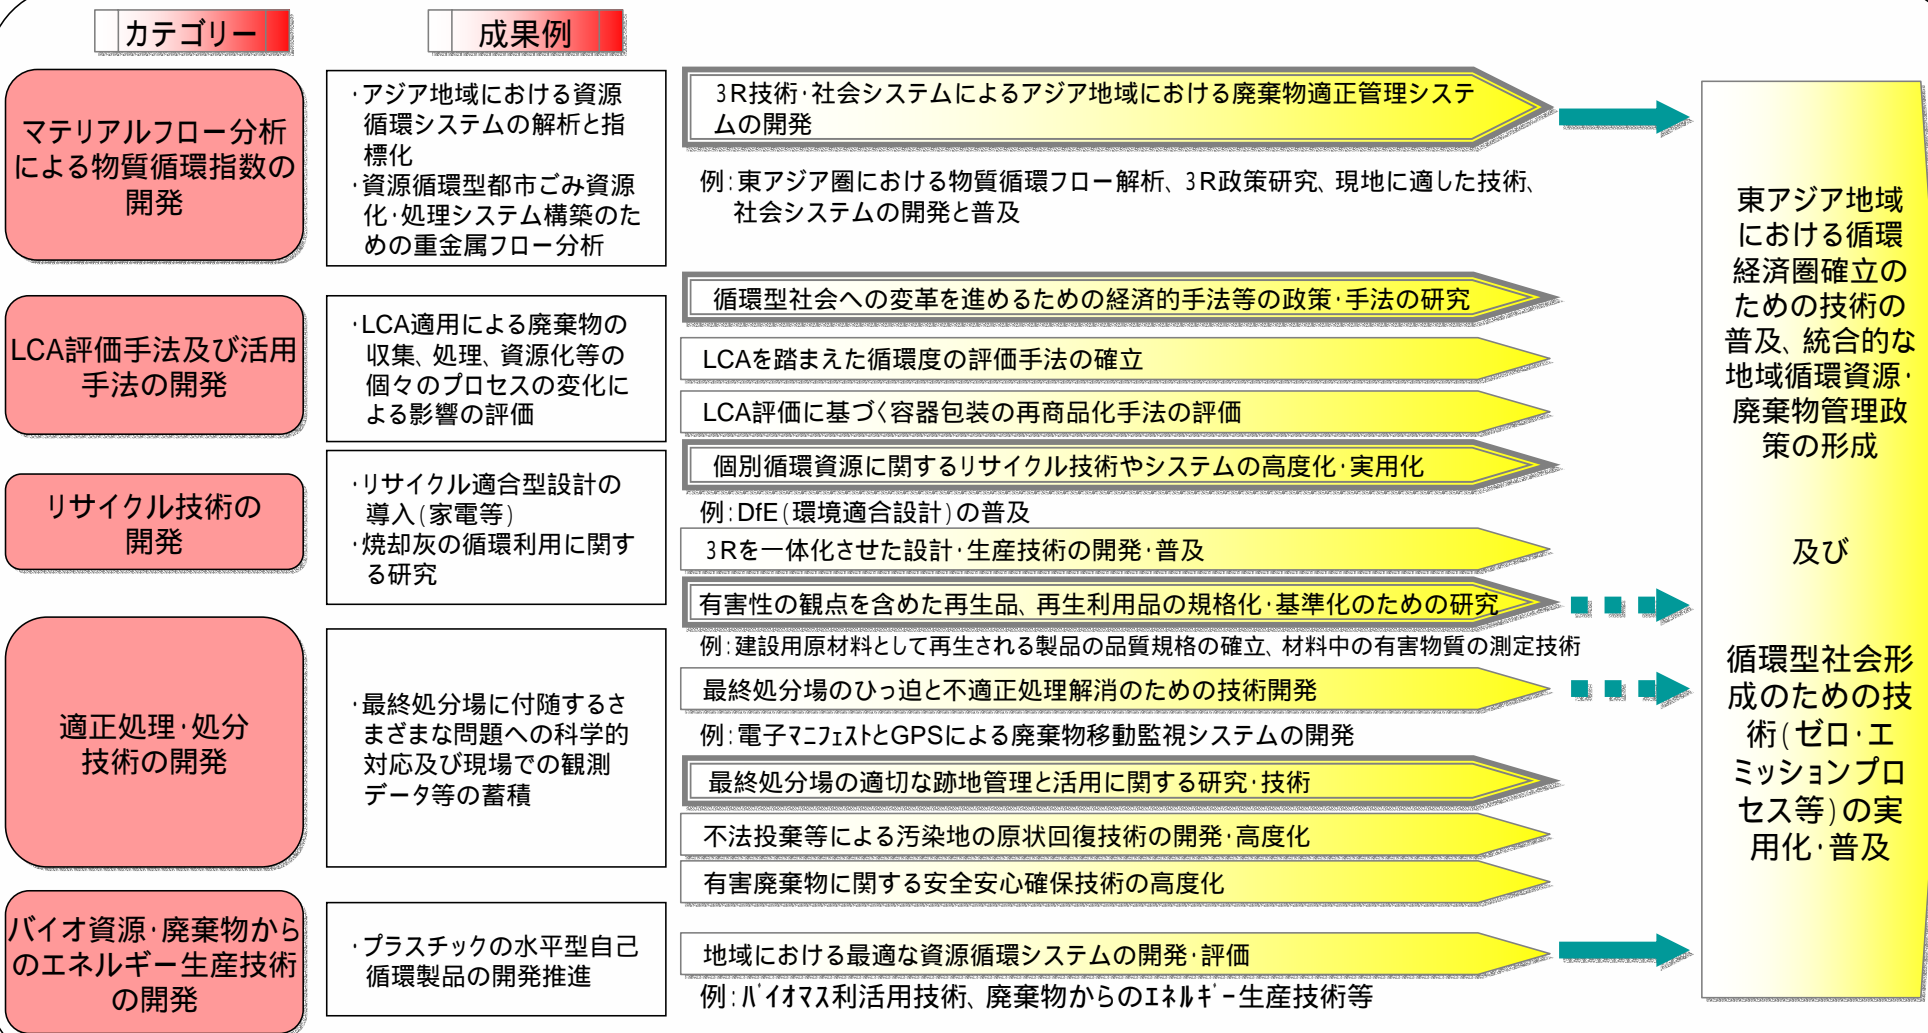 カテゴリー
成果例
マテリアルフロー分析
による物質循環指数の
開発
・アジア地域における資源
循環システムの解析と指
標化
・資源循環型都市ごみ資源
化・処理システム構築のた
めの重金属フロー分析
3R技術・社会システムによるアジア地域における廃棄物適正管理システ
ムの開発
例：東アジア圏における物質循環フロー解析、3R政策研究、現地に適した技術、
社会システムの開発と普及
LCA評価手法及び活用
手法の開発
・LCA適用による廃棄物の
収集、処理、資源化等の
個々のプロセスの変化に
よる影響の評価
循環型社会への変革を進めるための経済的手法等の政策・手法の研究
LCAを踏まえた循環度の評価手法の確立
LCA評価に基づく容器包装の再商品化手法の評価
リサイクル技術の
開発
・リサイクル適合型設計の
導入(家電等)
・焼却灰の循環利用に関す
る研究
個別循環資源に関するリサイクル技術やシステムの高度化・実用化
例：DfE(環境適合設計)の普及
3Rを一体化させた設計・生産技術の開発・普及
有害性の観点を含めた再生品、再生利用品の規格化・基準化のための研究
例：建設用原材料として再生される製品の品質規格の確立、材料中の有害物質の測定技術
適正処理・処分
技術の開発
・最終処分場に付随するさ
まざまな問題への科学的
対応及び現場での観測
データ等の蓄積
最終処分場のひっ迫と不適正処理解消のための技術開発
例：電子ﾏﾆﾌｪｽﾄとGPSによる廃棄物移動監視システムの開発
最終処分場の適切な跡地管理と活用に関する研究・技術
不法投棄等による汚染地の原状回復技術の開発・高度化
有害廃棄物に関する安全安心確保技術の高度化
バイオ資源・廃棄物から
のエネルギー生産技術
の開発
・プラスチックの水平型自己
循環製品の開発推進
地域における最適な資源循環システムの開発・評価
例：ﾊﾞｲｵﾏｽ利活用技術、廃棄物からのｴﾈﾙｷﾞｰ生産技術等
東アジア地域
における循環
経済圏確立の
ための技術の
普及、統合的な
地域循環資源・
廃棄物管理政
策の形成
及び
循環型社会形
成のための技
術(ゼロ・エ
ミッションプロ
セス等)の実
用化・普及